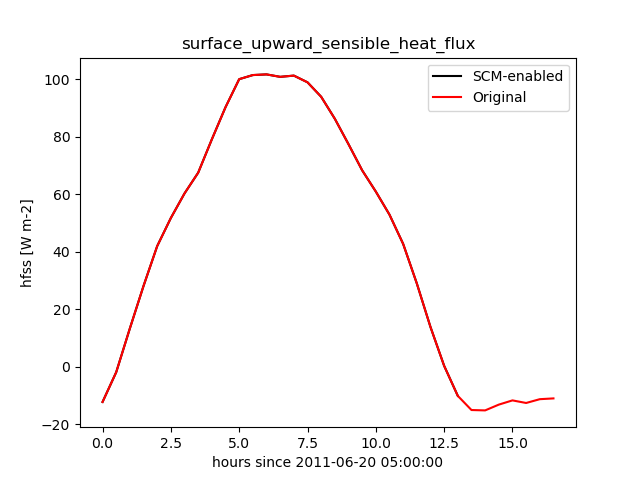 surface_upward_sensible_heat_flux
SCM-enabled
Original
hfss [W m-2]
100
80
60
40
20
0
−20
0.0 2.5 5.0 7.5 10.0 12.5 15.0
hours since 2011-06-20 05:00:00